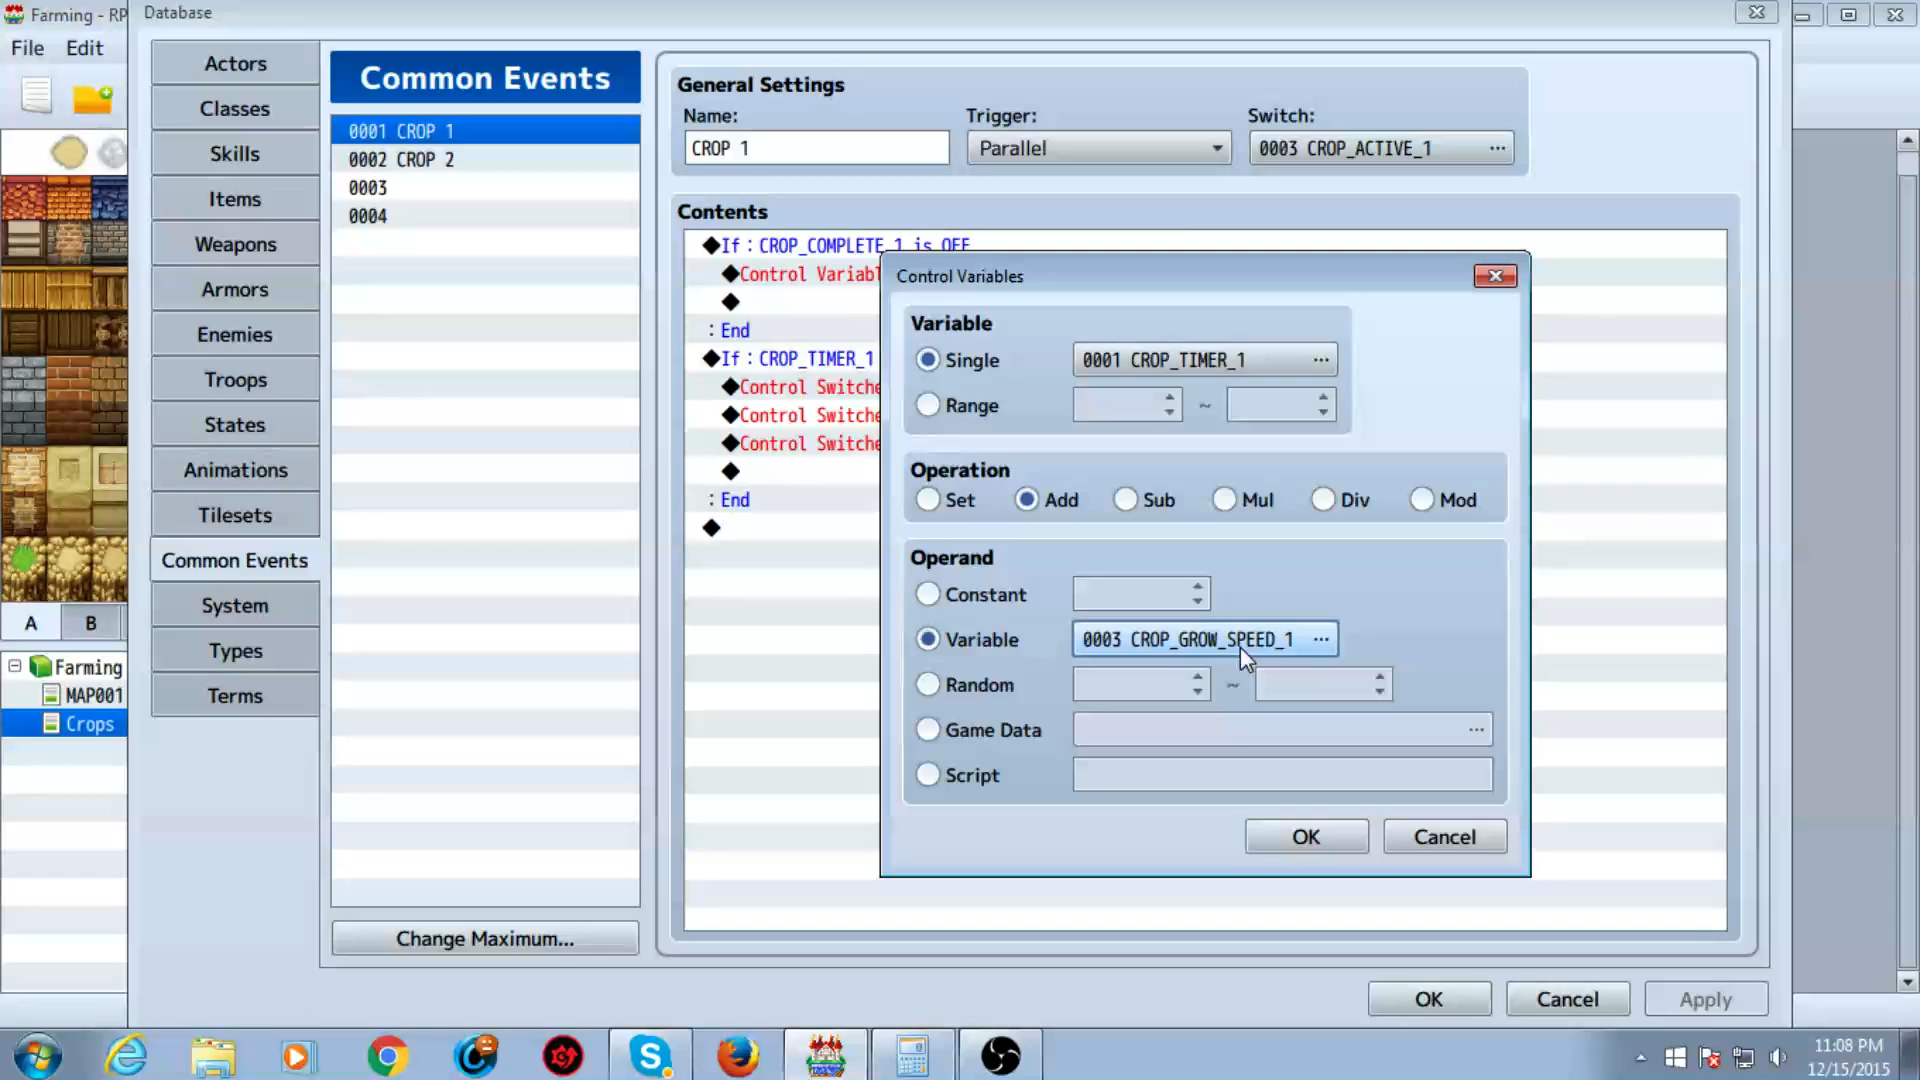 Farming - RP
Database
File Edit
Actors
Classes
Skills
Items
Weapons
Armors
Enemies
Troops
States
Animations
Tilesets
Common Events
System
Types
Terms
A B
Farming
MAP001
Crops
Common Events
0001 CROP 1
0002 CROP 2
0003
0004
Change Maximum...
General Settings
Name: Trigger: Switch:
CROP 1 Parallel 0003 CROP_ACTIVE_1 ...
Contents
◆If : CROP_COMPLETE_1 is OFF
◆Control Variabl
◆
: End
◆If : CROP_TIMER_1
◆Control Switche
◆Control Switche
◆Control Switche
◆
: End
◆
Control Variables
Variable
Single 0001 CROP_TIMER_1 ...
Range ~
Operation
Set Add Sub Mul Div Mod
Operand
Constant
Variable 0003 CROP_GROW_SPEED_1 ...
Random ~
Game Data ...
Script
OK Cancel
OK Cancel Apply
11:08 PM
12/15/2015